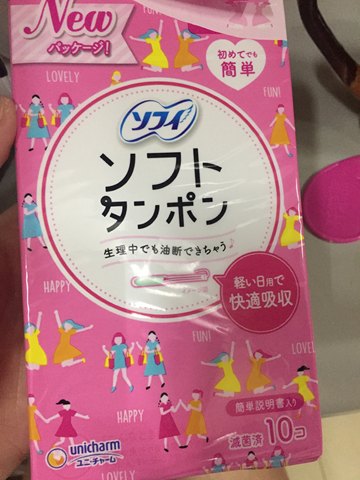 New
パッケージ!
LOVELY
初めてでも
簡単
FUN!
ソフィ
ソフト
タンポン
生理中でも油断できちゃう♪
軽い日用で
快適吸収
HAPPY
FUN!
LOVE
HAPPY
簡単説明書入り
unicharm
ユニ・チャーム
滅菌済 10コ